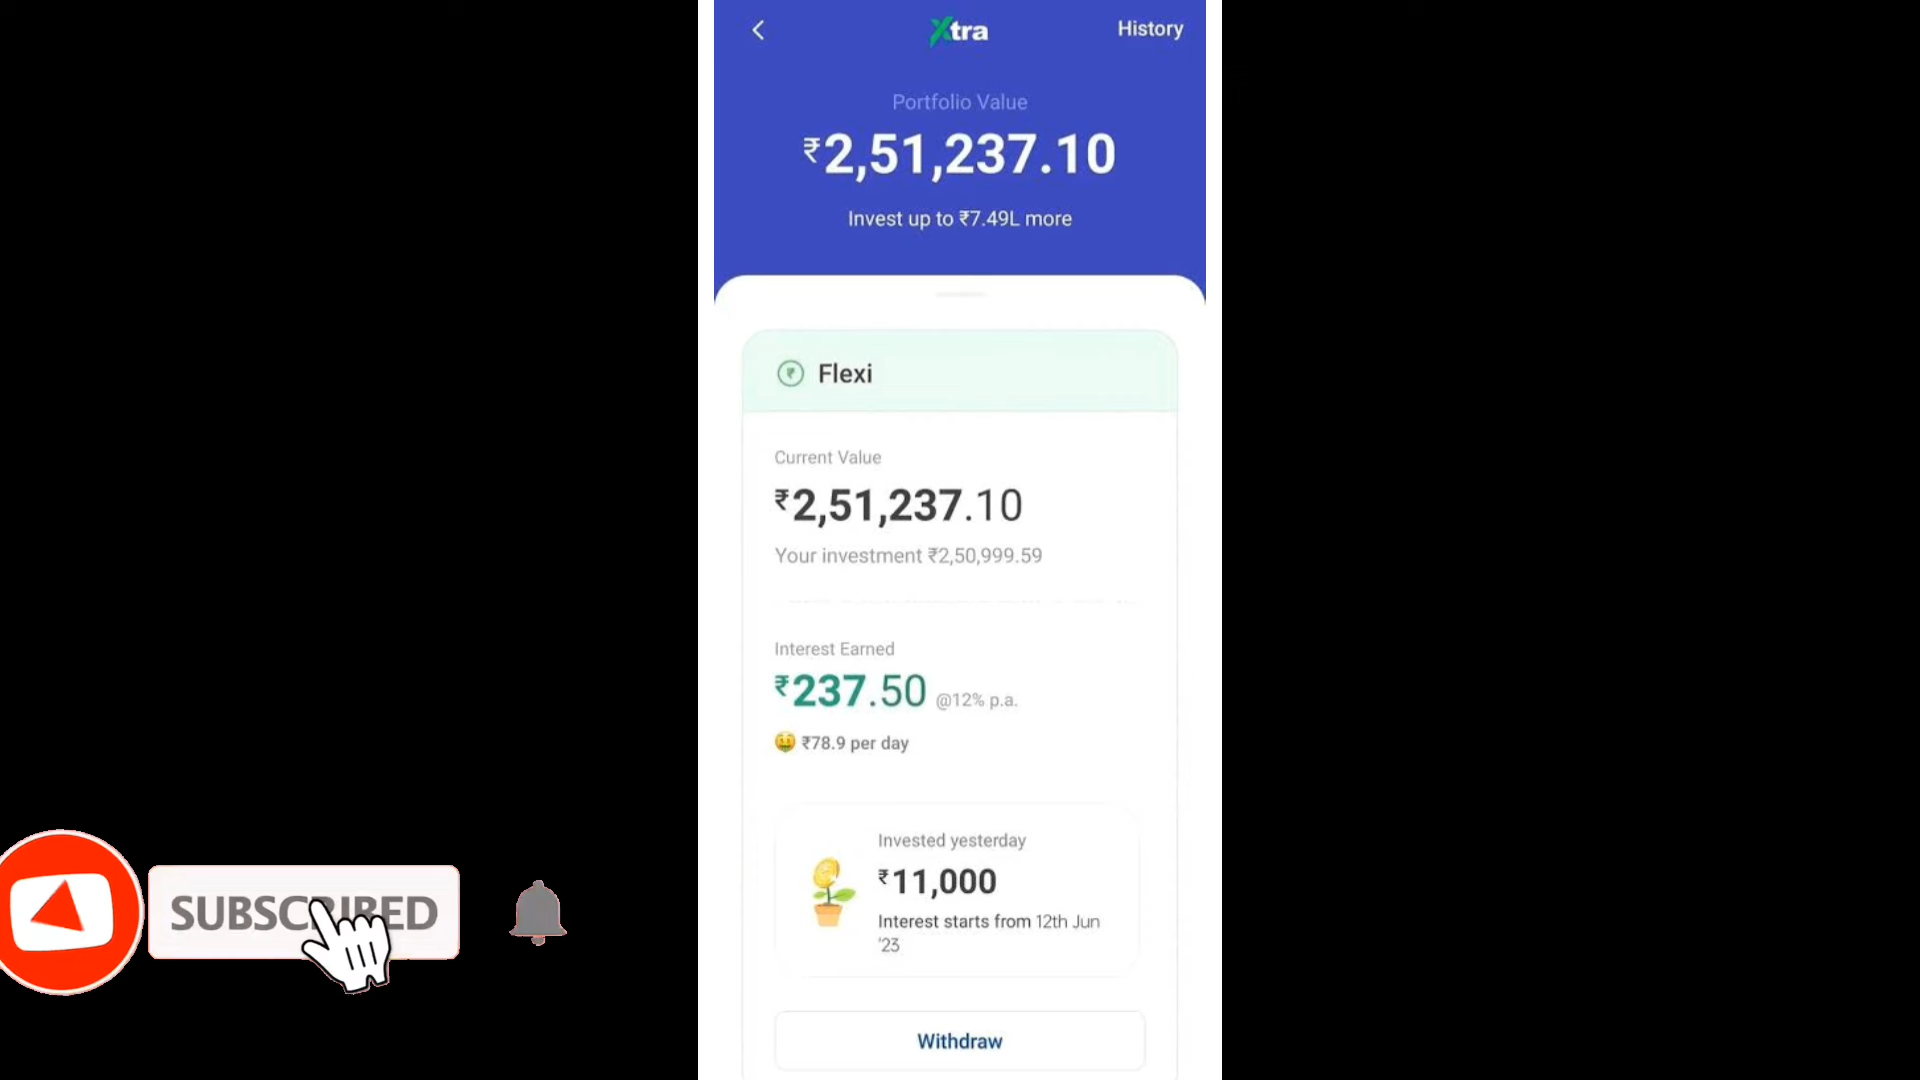 Xtra
History
Portfolio Value
₹2,51,237.10
Invest up to ₹7.49L more
Flexi
Current Value
₹2,51,237.10
Your investment ₹2,50,999.59
Interest Earned
₹237.50 @12% p.a.
₹78.9 per day
Invested yesterday
₹11,000
Interest starts from 12th Jun
'23
Withdraw
SUBSCRIBED